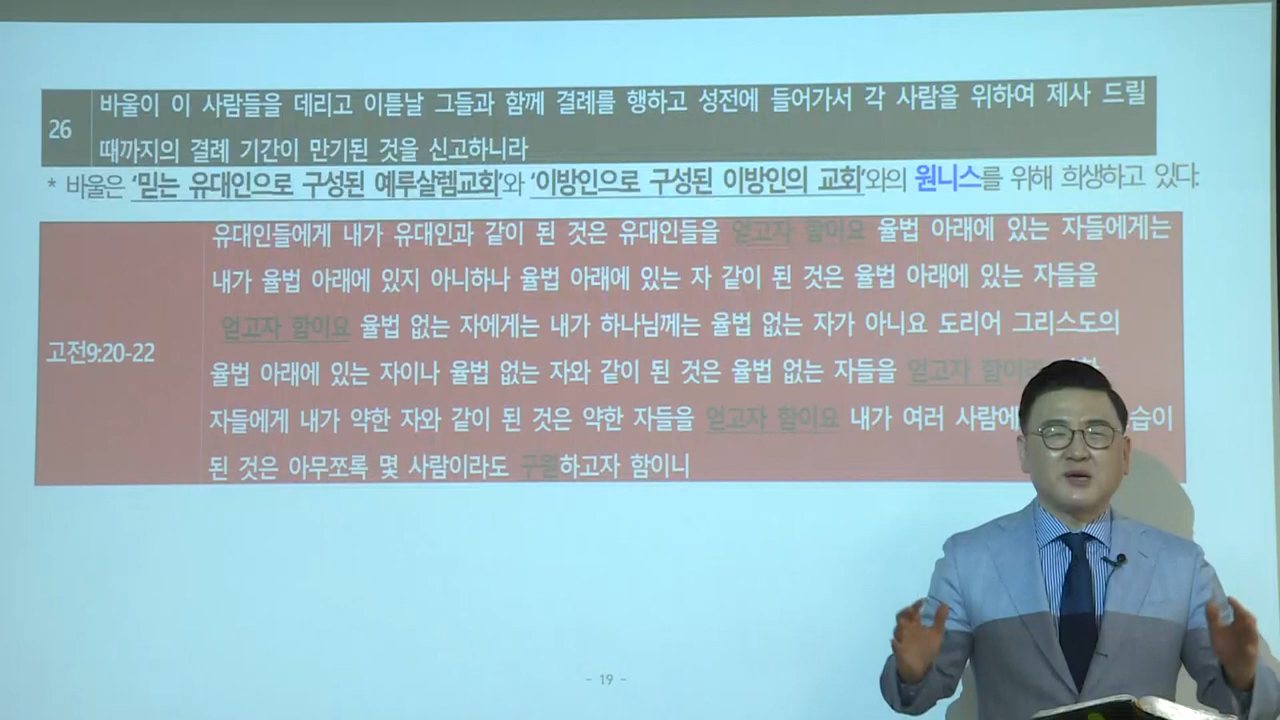 바울이 이 사람들을 데리고 이튿날 그들과 함께 결례를 행하고 성전에 들어가서 각 사람을 위하여 제사 드릴
26
때까지의 결례 기간이 만기된 것을 신고하니라
* 바울은 '믿는 유대인으로 구성된 예루살렘교회'와 '이방인으로 구성된 이방인의 교회'와의 원니스를 위해 희생하고 있다.
유대인들에게 내가 유대인과 같이 된 것은 유대인들을 얻고자 함이요 율법 아래에 있는 자들에게는
내가 율법 아래에 있지 아니하나 율법 아래에 있는 자 같이 된 것은 율법 아래에 있는 자들을
얻고자 함이요 율법 없는 자에게는 내가 하나님께는 율법 없는 자가 아니요 도리어 그리스도의
고전9:20-22
율법 아래에 있는 자이나 율법 없는 자와 같이 된 것은 율법 없는 자들을 얻고자
자들에게 내가 약한 자와 같이 된 것은 약한 자들을 얻고자 함이요 내가 여러 사람에 습이
된 것은 아무쪼록 몇 사람이라도 구원하고자 함이니
- 19 -